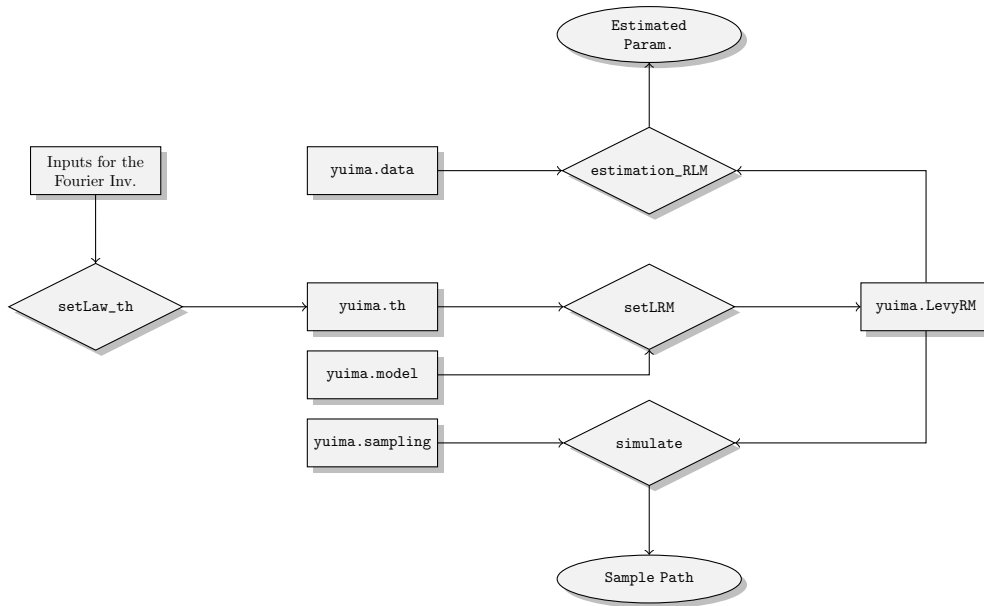 Estimated
Param.
Inputs for the
Fourier Inv.
yuima.data
estimation_RLM
setLaw_th
yuima.th
setLRM
yuima.LevyRM
yuima.model
yuima.sampling
simulate
Sample Path